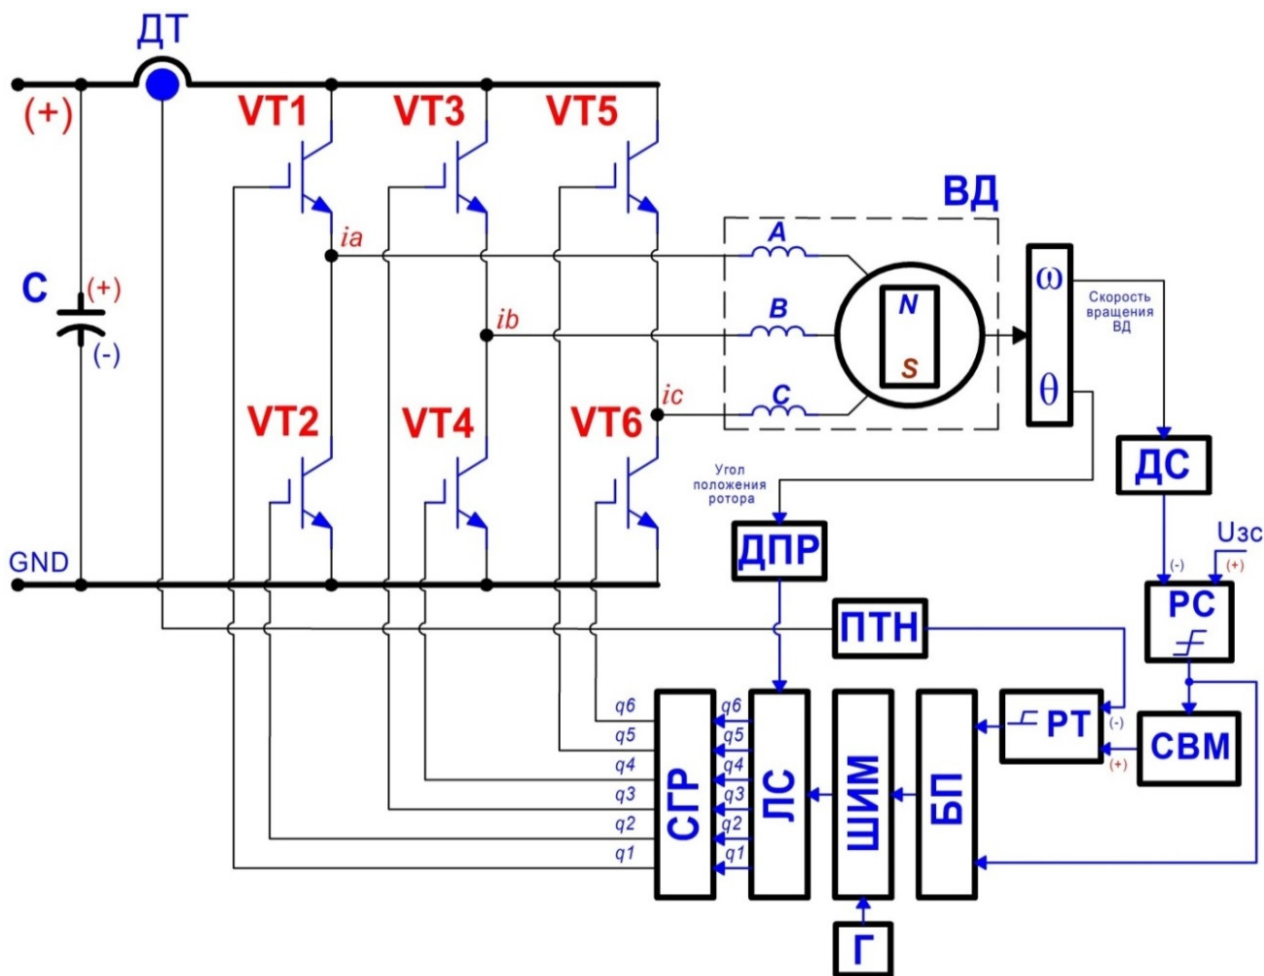 ДТ
(+)
VT1
VT3
VT5
ВД
ia
A
C
(+)
(-)
ib
B
N
S
ω
θ
Скорость
вращения
ВД
VT2
VT4
VT6
ic
C
Угол
положения
ротора
ДС
GND
ДПР
Uзс
(-)
(+)
РС
ПТН
q6
q5
q4
q3
q2
q1
СГР
q6
q5
q4
q3
q2
q1
ЛС
ШИМ
БП
РТ
(-)
(+)
СВМ
Г